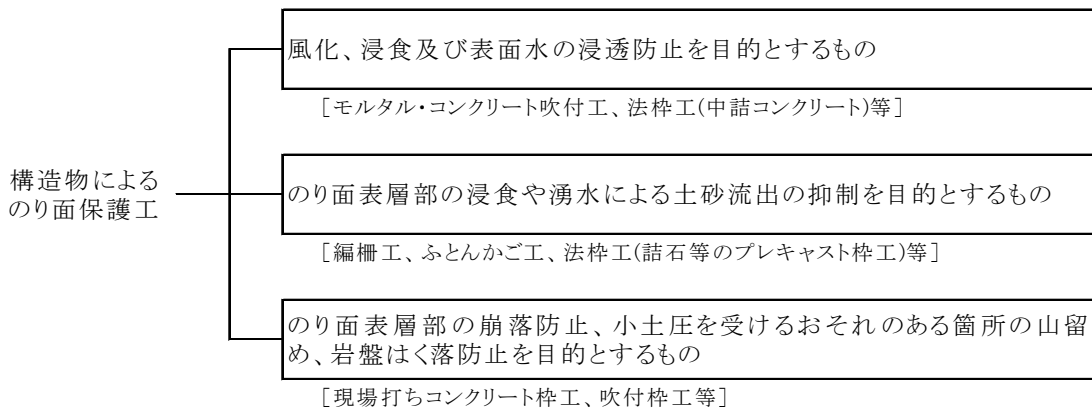 風化、浸食及び表面水の浸透防止を目的とするもの
[モルタル・コンクリート吹付工、法枠工(中詰コンクリート)等]
構造物による
のり面保護工
のり面表層部の浸食や湧水による土砂流出の抑制を目的とするもの
[編柵工、ふとんかご工、法枠工(詰石等のプレキャスト枠工)等]
のり面表層部の崩落防止、小土圧を受けるおそれのある箇所の山留
め、岩盤はく落防止を目的とするもの
[現場打ちコンクリート枠工、吹付枠工等]